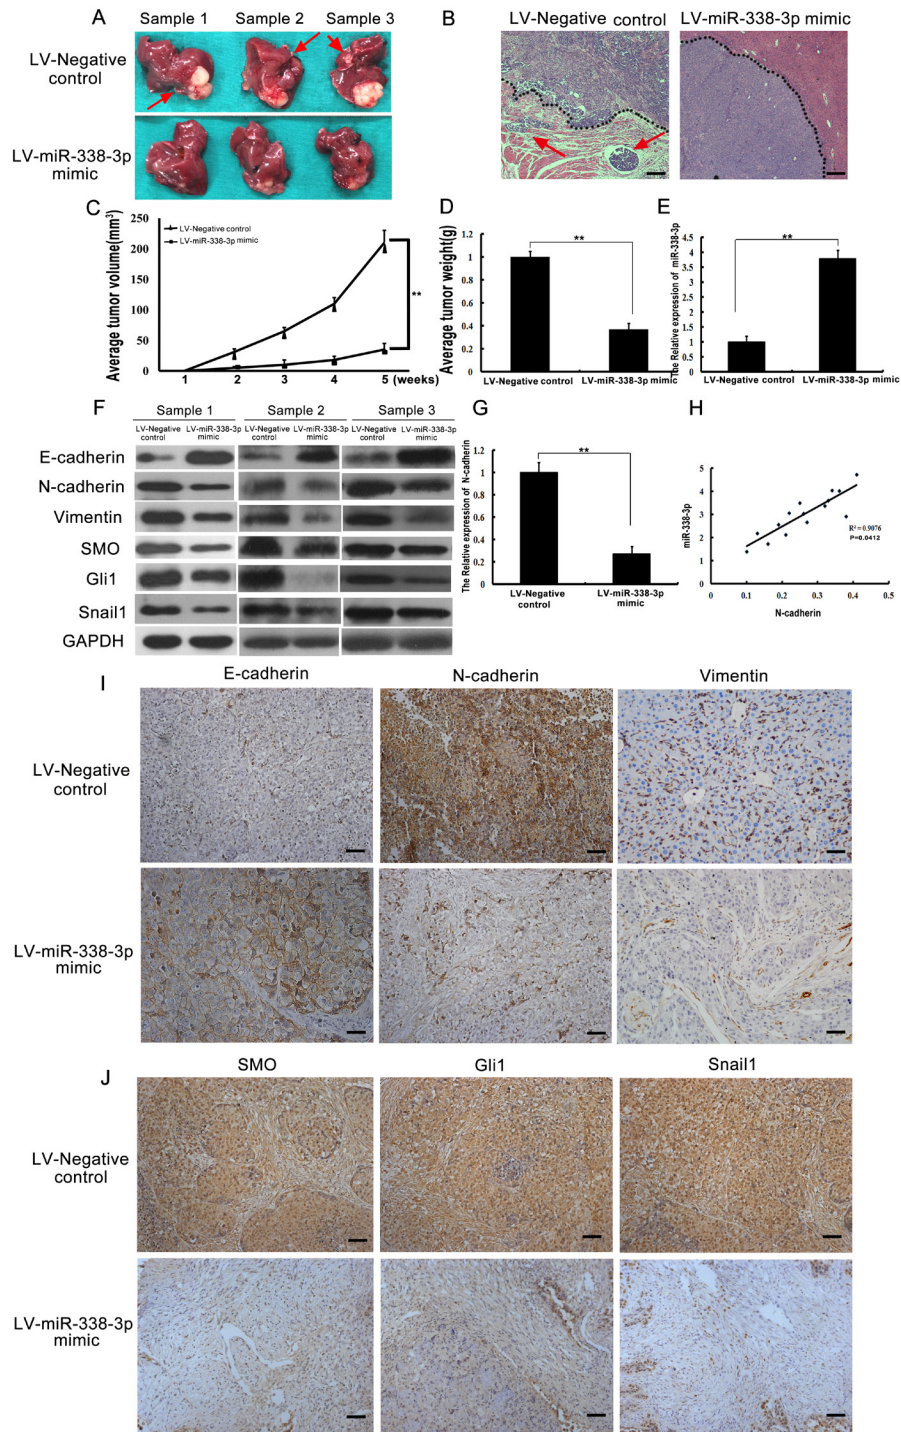 A
Sample 1 Sample 2 Sample 3
LV-Negative
control
LV-miR-338-3p
mimic
B
LV-Negative control LV-miR-338-3p mimic
C
Average tumor volume(mm³)
250
200
150
100
50
0
LV-Negative control
LV-miR-338-3p mimic
**
1 2 3 4 5 (weeks)
D
Average tumor weight(g)
1.2
1
0.8
0.6
0.4
0.2
0
**
LV-Negative control LV-miR-338-3p mimic
E
The Relative expression of miR-338-3p
4.5
4
3.5
3
2.5
2
1.5
1
0.5
0
**
LV-Negative control LV-miR-338-3p mimic
F
Sample 1 Sample 2 Sample 3
LV-Negative control LV-miR-338-3p mimic LV-Negative control LV-miR-338-3p mimic LV-Negative control LV-miR-338-3p mimic
E-cadherin
N-cadherin
Vimentin
SMO
Gli1
Snail1
GAPDH
G
The Relative expression of N-cadherin
1.2
1
0.8
0.6
0.4
0.2
0
**
LV-Negative control LV-miR-338-3p mimic
H
miR-338-3p
5
4
3
2
1
0
R²=0.9076
P=0.0412
0 0.1 0.2 0.3 0.4 0.5
N-cadherin
I
E-cadherin N-cadherin Vimentin
LV-Negative
control
LV-miR-338-3p
mimic
J
SMO Gli1 Snail1
LV-Negative
control
LV-miR-338-3p
mimic